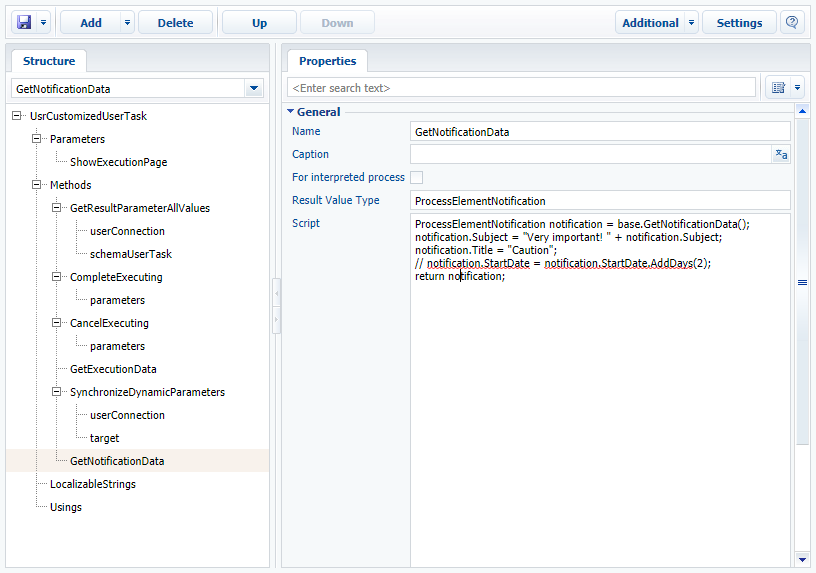 Add
Delete
Up
Down
Additional
Settings
?
Structure
GetNotificationData
UsrCustomizedUserTask
Parameters
ShowExecutionPage
Methods
GetResultParameterAllValues
userConnection
schemaUserTask
CompleteExecuting
parameters
CancelExecuting
parameters
GetExecutionData
SynchronizeDynamicParameters
userConnection
target
GetNotificationData
LocalizableStrings
Usings
Properties
<Enter search text>
General
Name GetNotificationData
Caption
For interpreted process
Result Value Type ProcessElementNotification
Script
ProcessElementNotification notification = base.GetNotificationData();
notification.Subject = "Very important! " + notification.Subject;
notification.Title = "Caution";
// notification.StartDate = notification.StartDate.AddDays(2);
return notification;